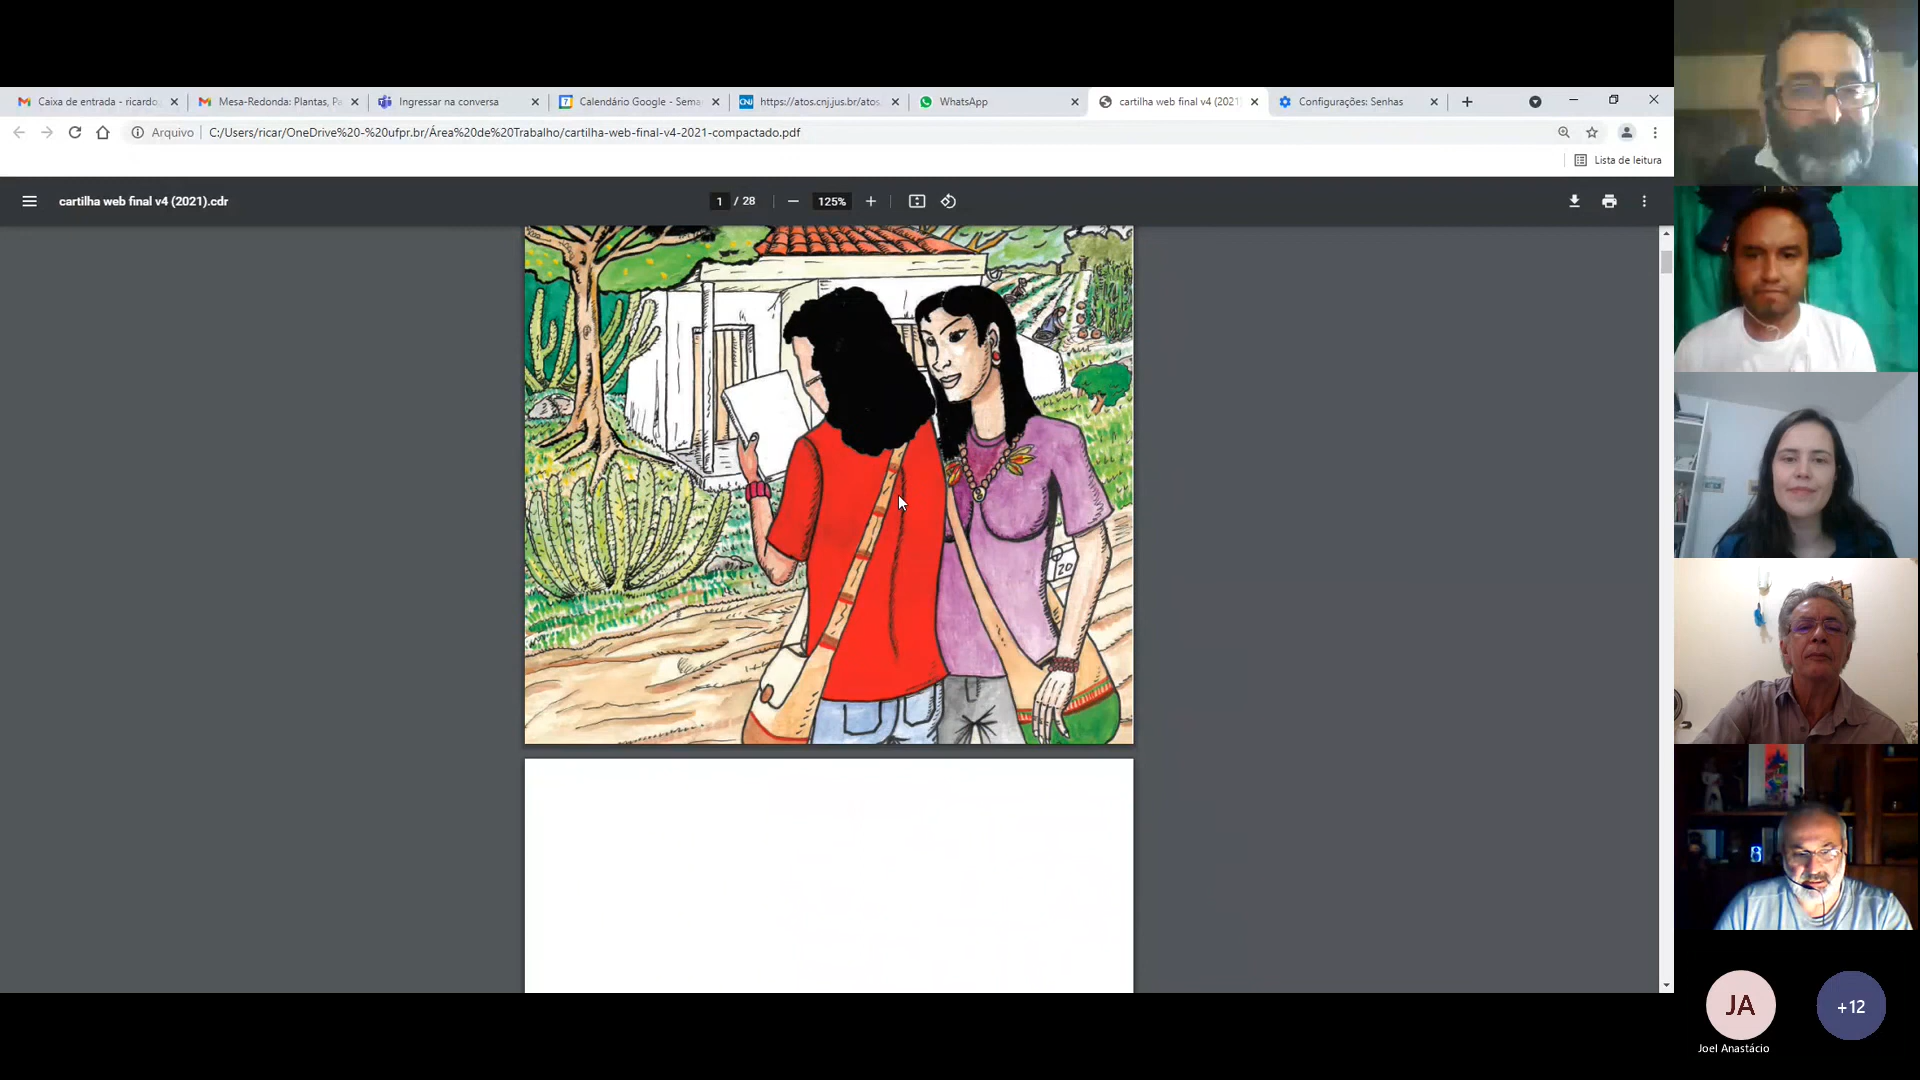 Caixa de entrada - ricardo
Mesa-Redonda: Plantas, Pa
Ingressar na conversa
Calendário Google - Sema
https://atos.cnj.jus.br/atos
WhatsApp
cartilha web final v4 (2021)
Configurações: Senhas
Arquivo
C:/Users/ricar/OneDrive%20-%20ufpr.br/Área%20de%20Trabalho/cartilha-web-final-v4-2021-compactado.pdf
Lista de leitura
cartilha web final v4 (2021).cdr
1 / 28
125%
20
JA
+12
Joel Anastácio